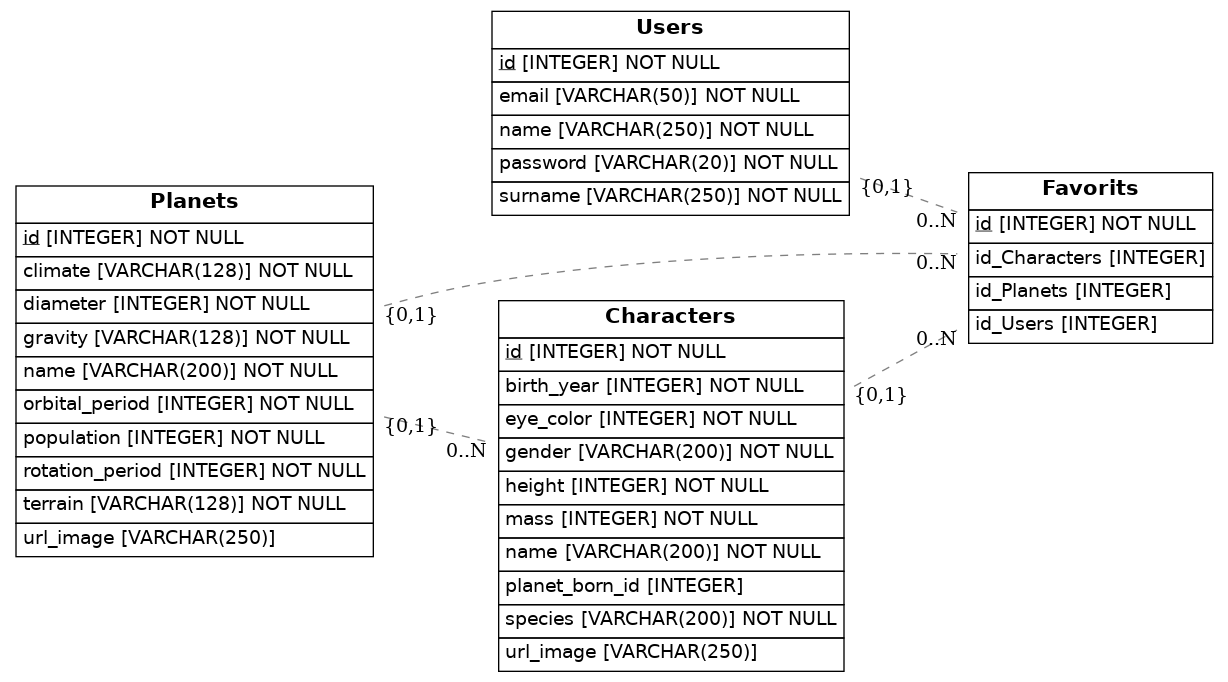 Users
id [INTEGER] NOT NULL
email [VARCHAR(50)] NOT NULL
name [VARCHAR(250)] NOT NULL
password [VARCHAR(20)] NOT NULL
surname [VARCHAR(250)] NOT NULL
Planets
id [INTEGER] NOT NULL
climate [VARCHAR(128)] NOT NULL
diameter [INTEGER] NOT NULL
gravity [VARCHAR(128)] NOT NULL
name [VARCHAR(200)] NOT NULL
orbital_period [INTEGER] NOT NULL
population [INTEGER] NOT NULL
rotation_period [INTEGER] NOT NULL
terrain [VARCHAR(128)] NOT NULL
url_image [VARCHAR(250)]
Characters
id [INTEGER] NOT NULL
birth_year [INTEGER] NOT NULL
eye_color [INTEGER] NOT NULL
gender [VARCHAR(200)] NOT NULL
height [INTEGER] NOT NULL
mass [INTEGER] NOT NULL
name [VARCHAR(200)] NOT NULL
planet_born_id [INTEGER]
species [VARCHAR(200)] NOT NULL
url_image [VARCHAR(250)]
Favorits
id [INTEGER] NOT NULL
id_Characters [INTEGER]
id_Planets [INTEGER]
id_Users [INTEGER]
{0,1}
0..N
0..N
{0,1}
0..N
{0,1}
{0,1}
0..N